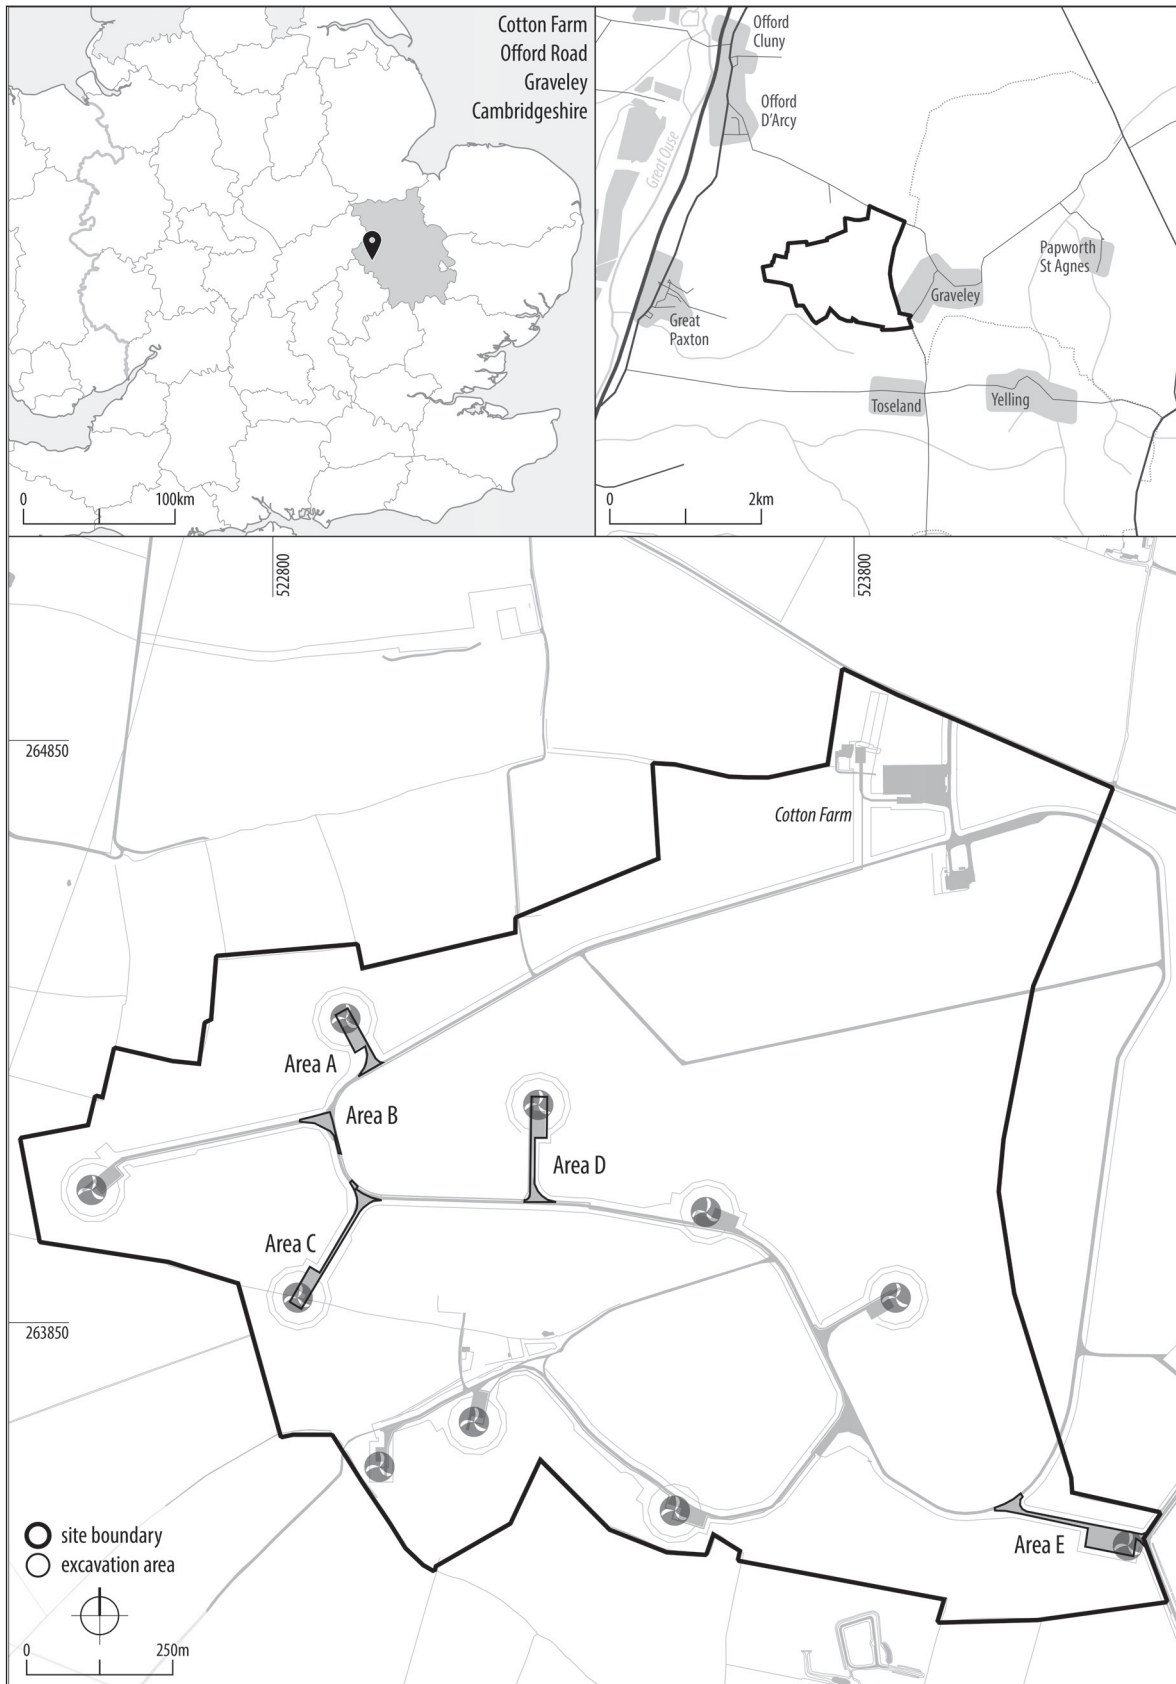 Cotton Farm
Offord Road
Graveley
Cambridgeshire
0
100km
Offord
Cluny
Offord
D'Arcy
Great Ouse
Papworth
St Agnes
Graveley
Great
Paxton
Toseland
Yelling
0
2km
522800
523800
264850
Cotton Farm
Area A
Area B
Area D
Area C
263850
Area E
site boundary
excavation area
0
250m